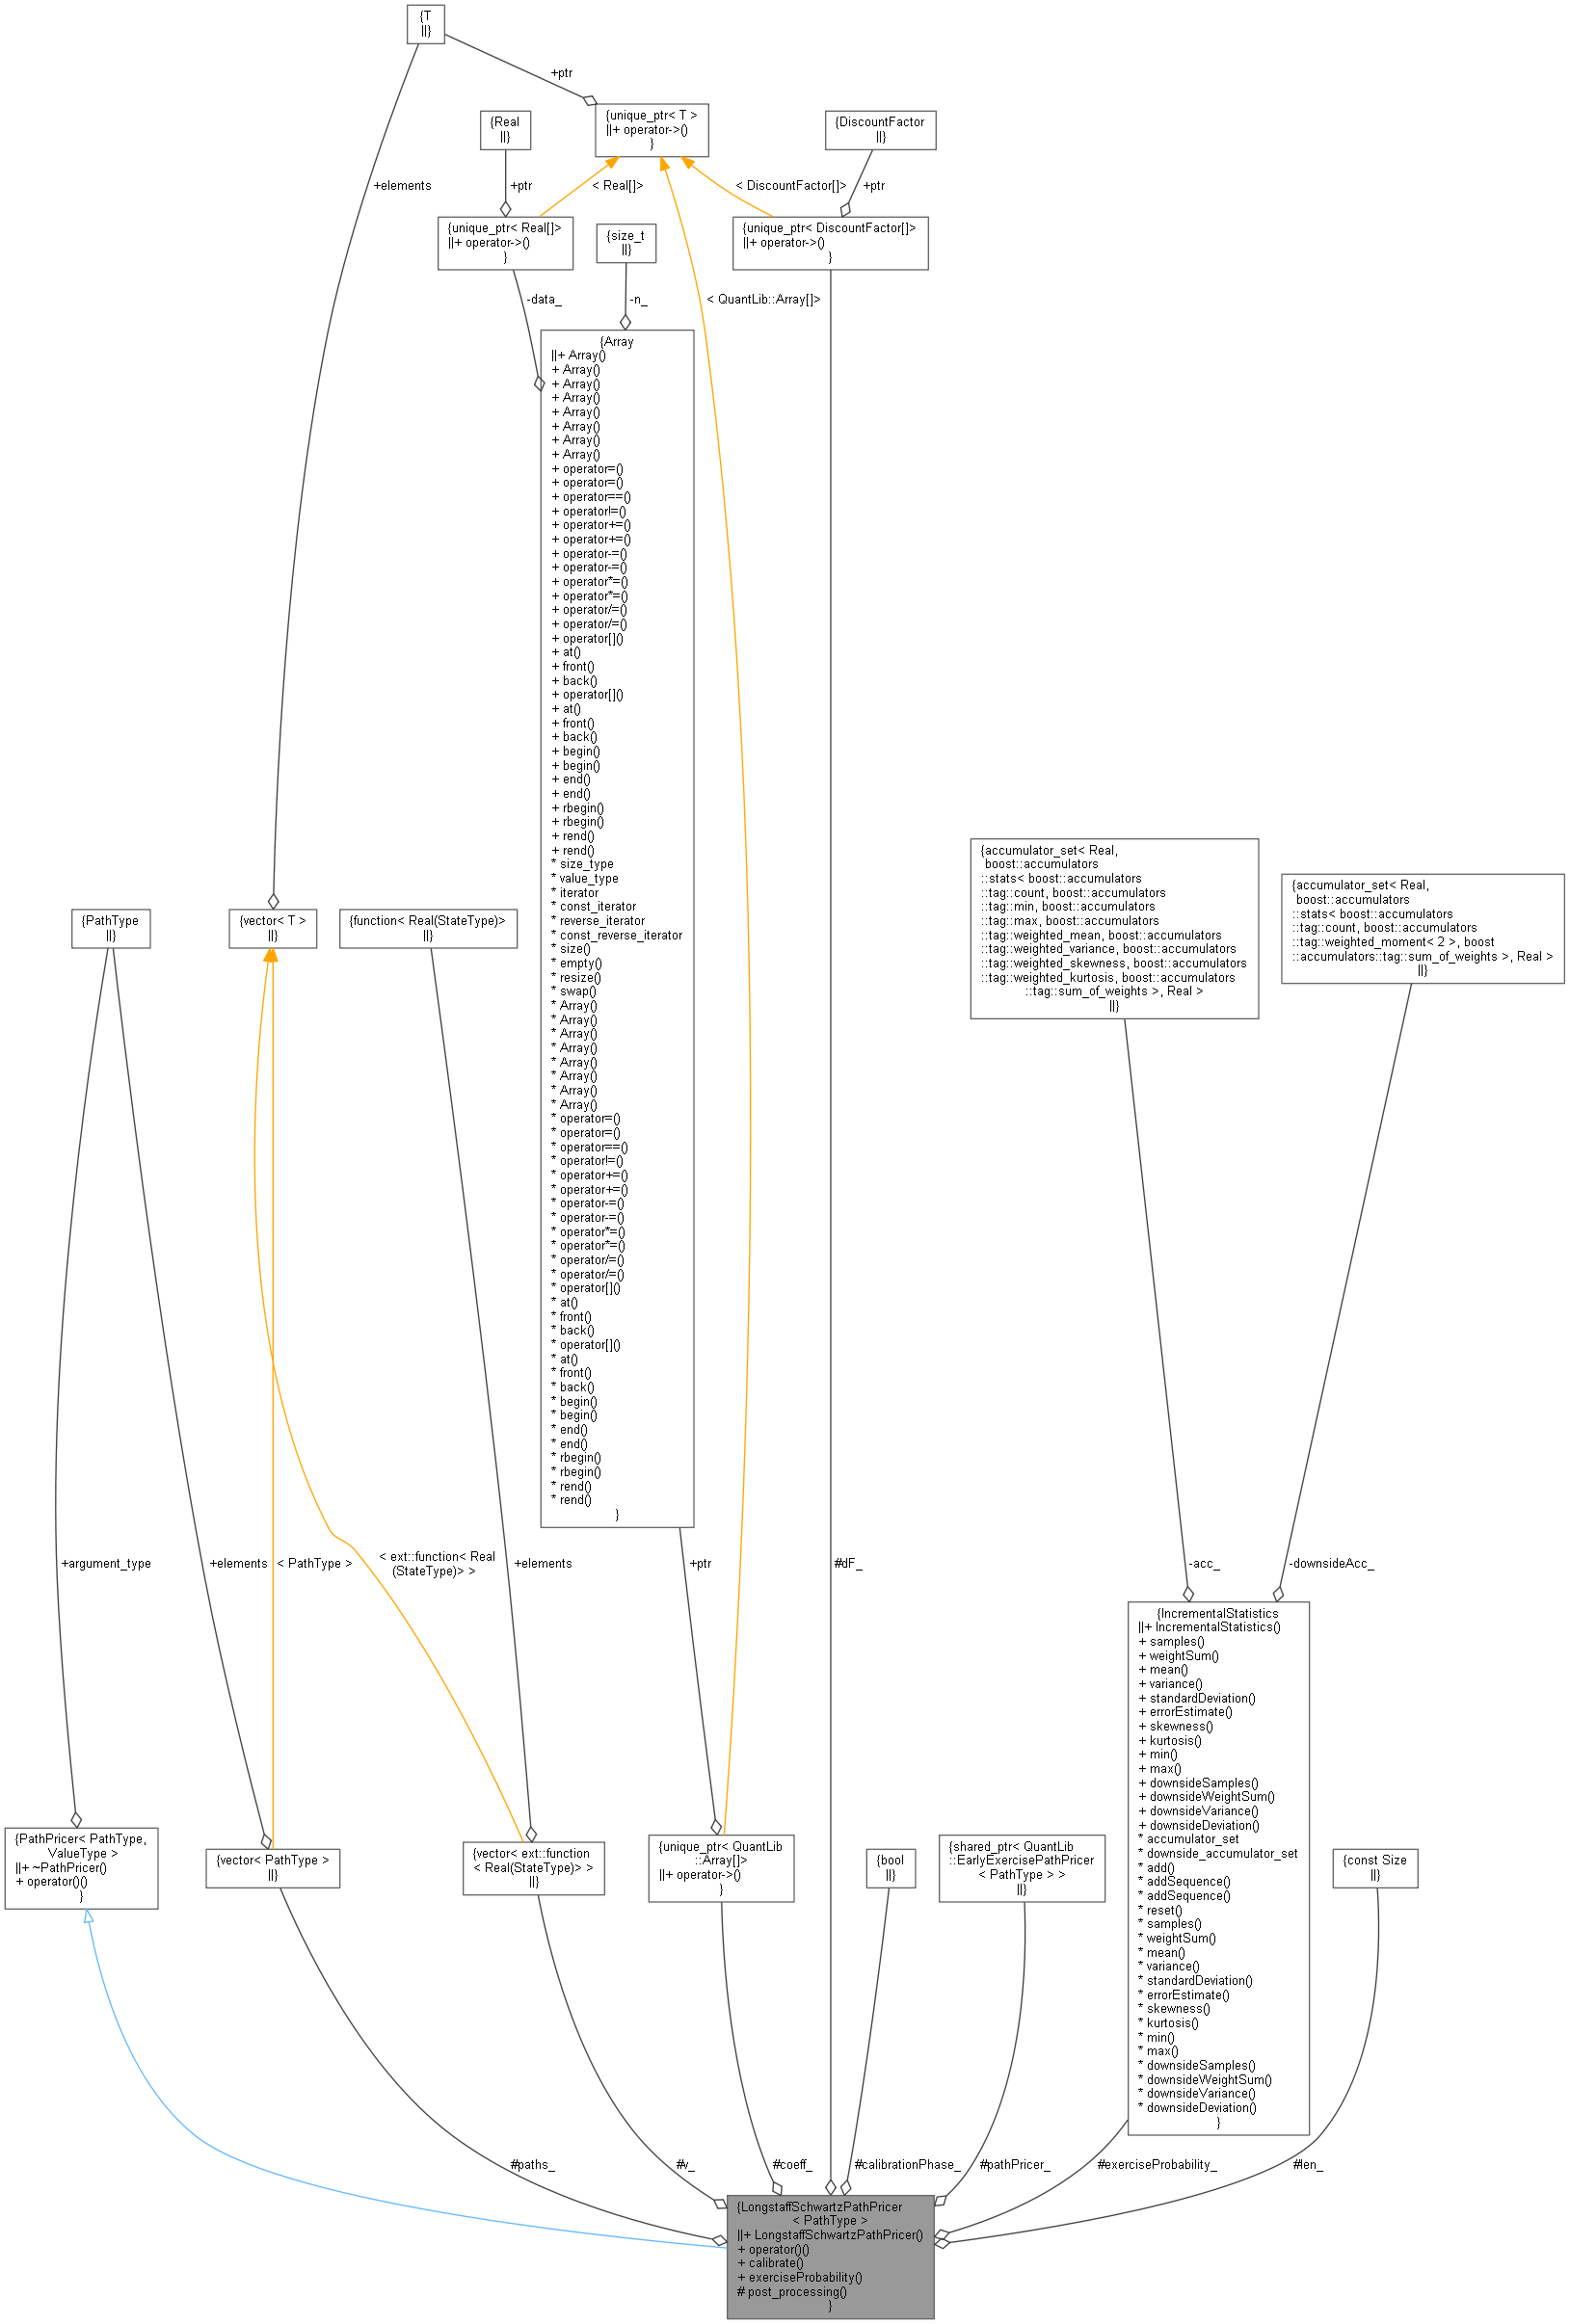 {T
||}
+ptr
{unique_ptr< T >
||+ operator->()
}
{Real
||}
{DiscountFactor
||}
+elements
+ptr
< Real[]>
< DiscountFactor[]>
+ptr
{unique_ptr< Real[]>
||+ operator->()
}
{size_t
||}
{unique_ptr< DiscountFactor[]>
||+ operator->()
}
-data_
-n_
< QuantLib::Array[]>
{Array
||+ Array()
+ Array()
+ Array()
+ Array()
+ Array()
+ Array()
+ Array()
+ Array()
+ operator=()
+ operator=()
+ operator==()
+ operator!=()
+ operator+=()
+ operator+=()
+ operator-=()
+ operator-=()
+ operator*=()
+ operator*=()
+ operator/=()
+ operator/=()
+ operator[]()
+ at()
+ front()
+ back()
+ operator[]()
+ at()
+ front()
+ back()
+ begin()
+ begin()
+ end()
+ end()
+ rbegin()
+ rbegin()
+ rend()
+ rend()
* size_type
* value_type
* iterator
* const_iterator
* reverse_iterator
* const_reverse_iterator
* size()
* empty()
* resize()
* swap()
* Array()
* Array()
* Array()
* Array()
* Array()
* Array()
* Array()
* Array()
* operator=()
* operator=()
* operator==()
* operator!=()
* operator+=()
* operator+=()
* operator-=()
* operator-=()
* operator*=()
* operator*=()
* operator/=()
* operator/=()
* operator[]()
* at()
* front()
* back()
* operator[]()
* at()
* front()
* back()
* begin()
* begin()
* end()
* end()
* rbegin()
* rbegin()
* rend()
* rend()
}
{accumulator_set< Real,
boost::accumulators
::stats< boost::accumulators
::tag::count, boost::accumulators
::tag::min, boost::accumulators
::tag::max, boost::accumulators
::tag::weighted_mean, boost::accumulators
::tag::weighted_variance, boost::accumulators
::tag::weighted_skewness, boost::accumulators
::tag::weighted_kurtosis, boost::accumulators
::tag::sum_of_weights >, Real >
||}
{accumulator_set< Real,
boost::accumulators
::stats< boost::accumulators
::tag::count, boost::accumulators
::tag::weighted_moment< 2 >, boost
::accumulators::tag::sum_of_weights >, Real >
||}
{PathType
||}
{vector< T >
||}
{function< Real(StateType)>
||}
+argument_type
+elements
< PathType >
< ext::function< Real
(StateType)> >
+elements
+ptr
#dF_
-acc_
-downsideAcc_
{IncrementalStatistics
||+ IncrementalStatistics()
+ samples()
+ weightSum()
+ mean()
+ variance()
+ standardDeviation()
+ errorEstimate()
+ skewness()
+ kurtosis()
+ min()
+ max()
+ downsideSamples()
+ downsideWeightSum()
+ downsideVariance()
+ downsideDeviation()
* accumulator_set
* downside_accumulator_set
* add()
* addSequence()
* addSequence()
* reset()
* samples()
* weightSum()
* mean()
* variance()
* standardDeviation()
* errorEstimate()
* skewness()
* kurtosis()
* min()
* max()
* downsideSamples()
* downsideWeightSum()
* downsideVariance()
* downsideDeviation()
}
{PathPricer< PathType,
ValueType >
||+ ~PathPricer()
+ operator()()
}
{vector< PathType >
||}
{vector< ext::function
< Real(StateType)> >
||}
{unique_ptr< QuantLib
::Array[]>
||+ operator->()
}
{bool
||}
{shared_ptr< QuantLib
::EarlyExercisePathPricer
< PathType > >
||}
{const Size
||}
#paths_
#v_
#coeff_
#calibrationPhase_
#pathPricer_
#exerciseProbability_
#len_
{LongstaffSchwartzPathPricer
< PathType >
||+ LongstaffSchwartzPathPricer()
+ operator()()
+ calibrate()
+ exerciseProbability()
# post_processing()
}